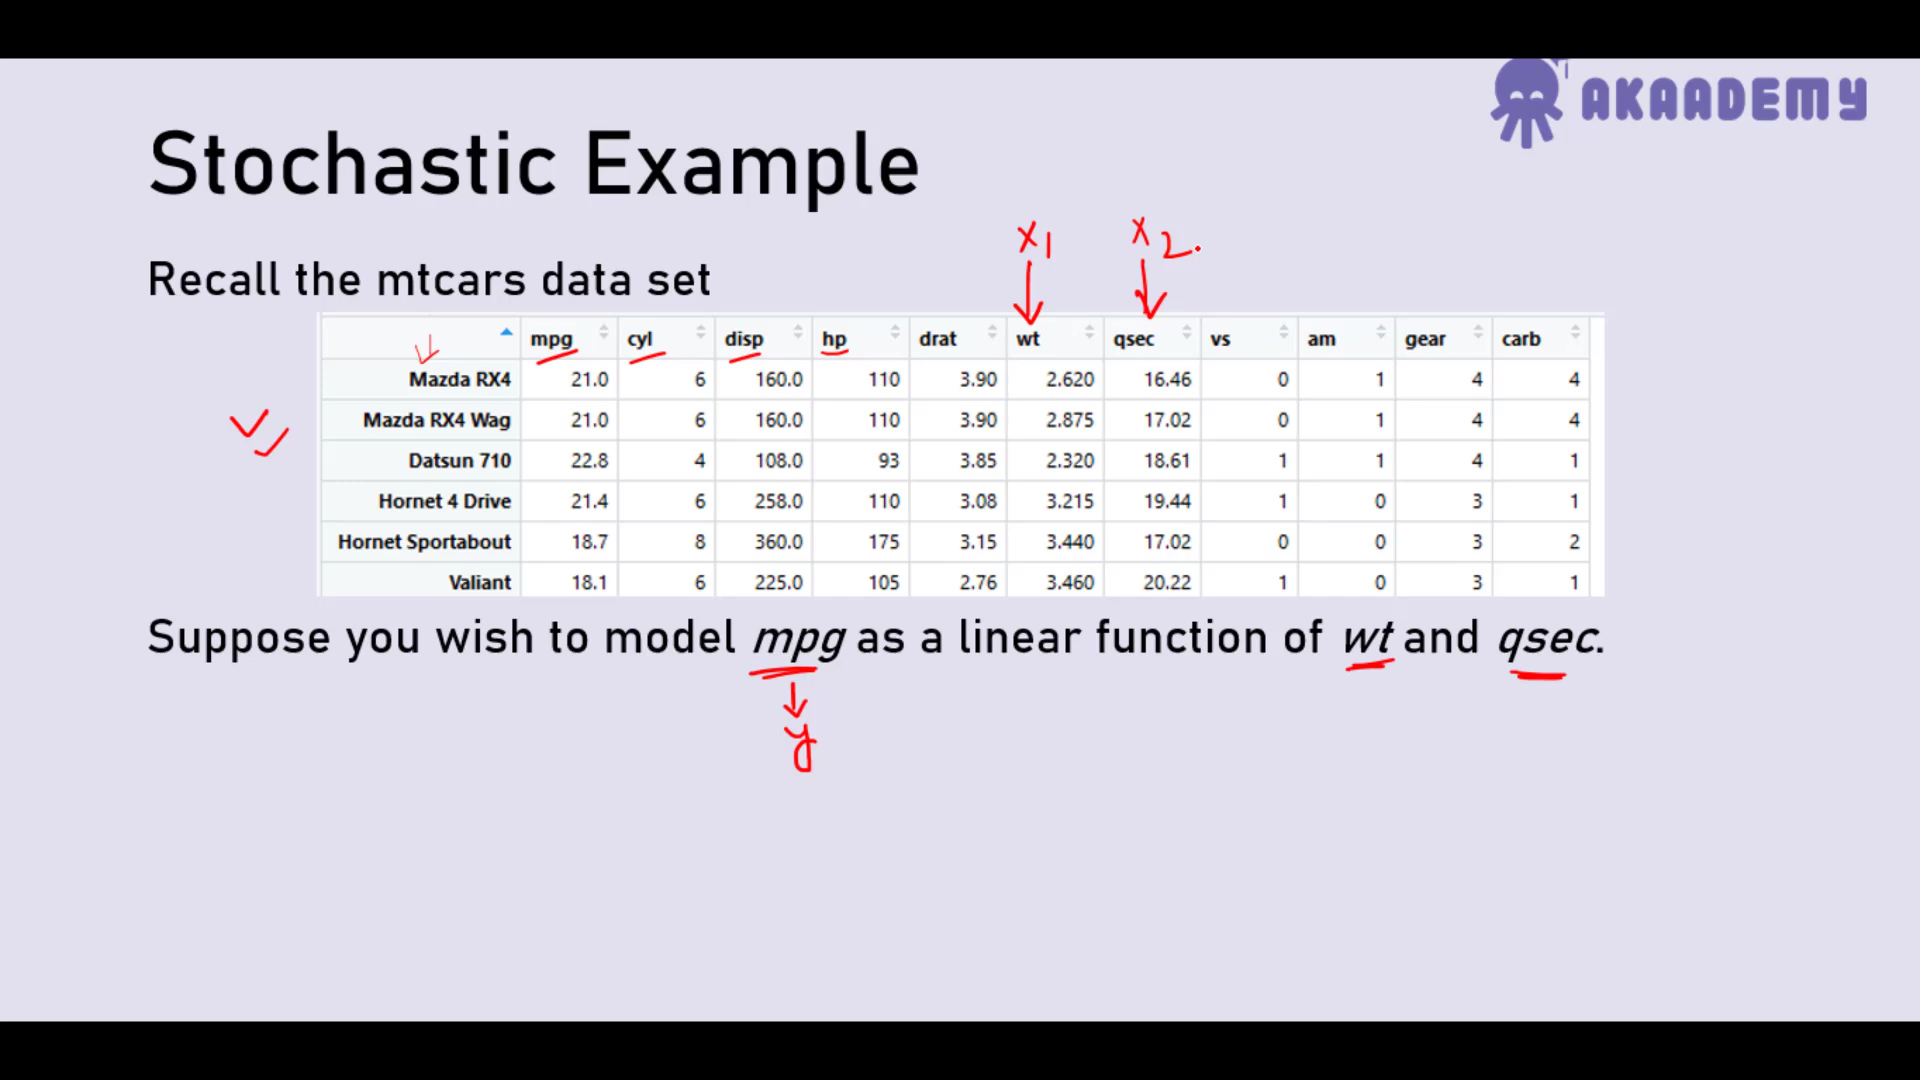 AKAADEMY
Stochastic Example
x1 x2
Recall the mtcars data set
mpg cyl disp hp drat wt qsec vs am gear carb
Mazda RX4 21.0 6 160.0 110 3.90 2.620 16.46 0 1 4 4
Mazda RX4 Wag 21.0 6 160.0 110 3.90 2.875 17.02 0 1 4 4
Datsun 710 22.8 4 108.0 93 3.85 2.320 18.61 1 1 4 1
Hornet 4 Drive 21.4 6 258.0 110 3.08 3.215 19.44 1 0 3 1
Hornet Sportabout 18.7 8 360.0 175 3.15 3.440 17.02 0 0 3 2
Valiant 18.1 6 225.0 105 2.76 3.460 20.22 1 0 3 1
Suppose you wish to model mpg as a linear function of wt and qsec.
y